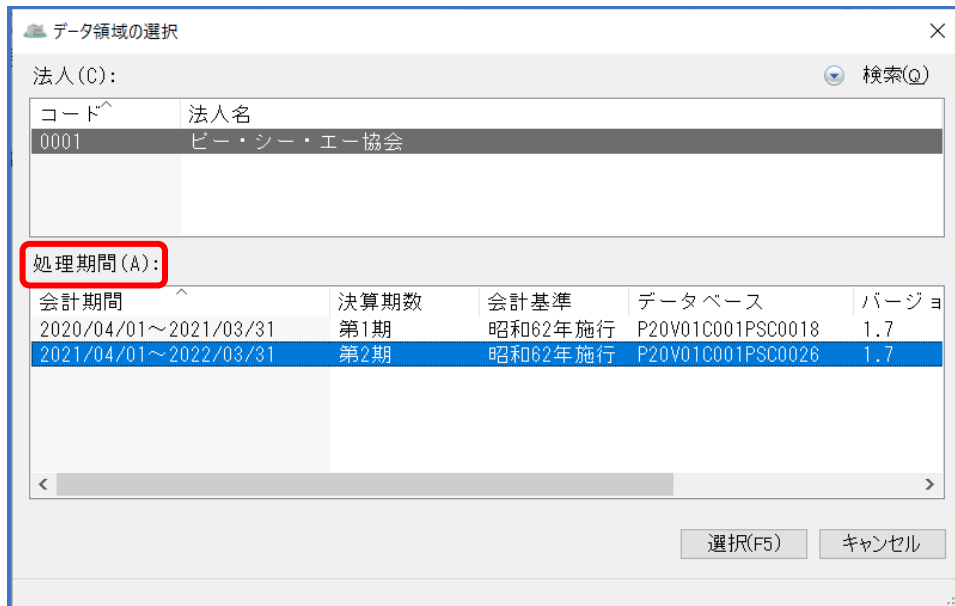 データ領域の選択
法人(C):
検索(Q)
コード 法人名
0001 ビー・シー・エー協会
処理期間(A):
会計期間 決算期数 会計基準 データベース バージョ
2020/04/01～2021/03/31 第1期 昭和62年施行 P20V01C001PSC0018 1.7
2021/04/01～2022/03/31 第2期 昭和62年施行 P20V01C001PSC0026 1.7
選択(F5) キャンセル